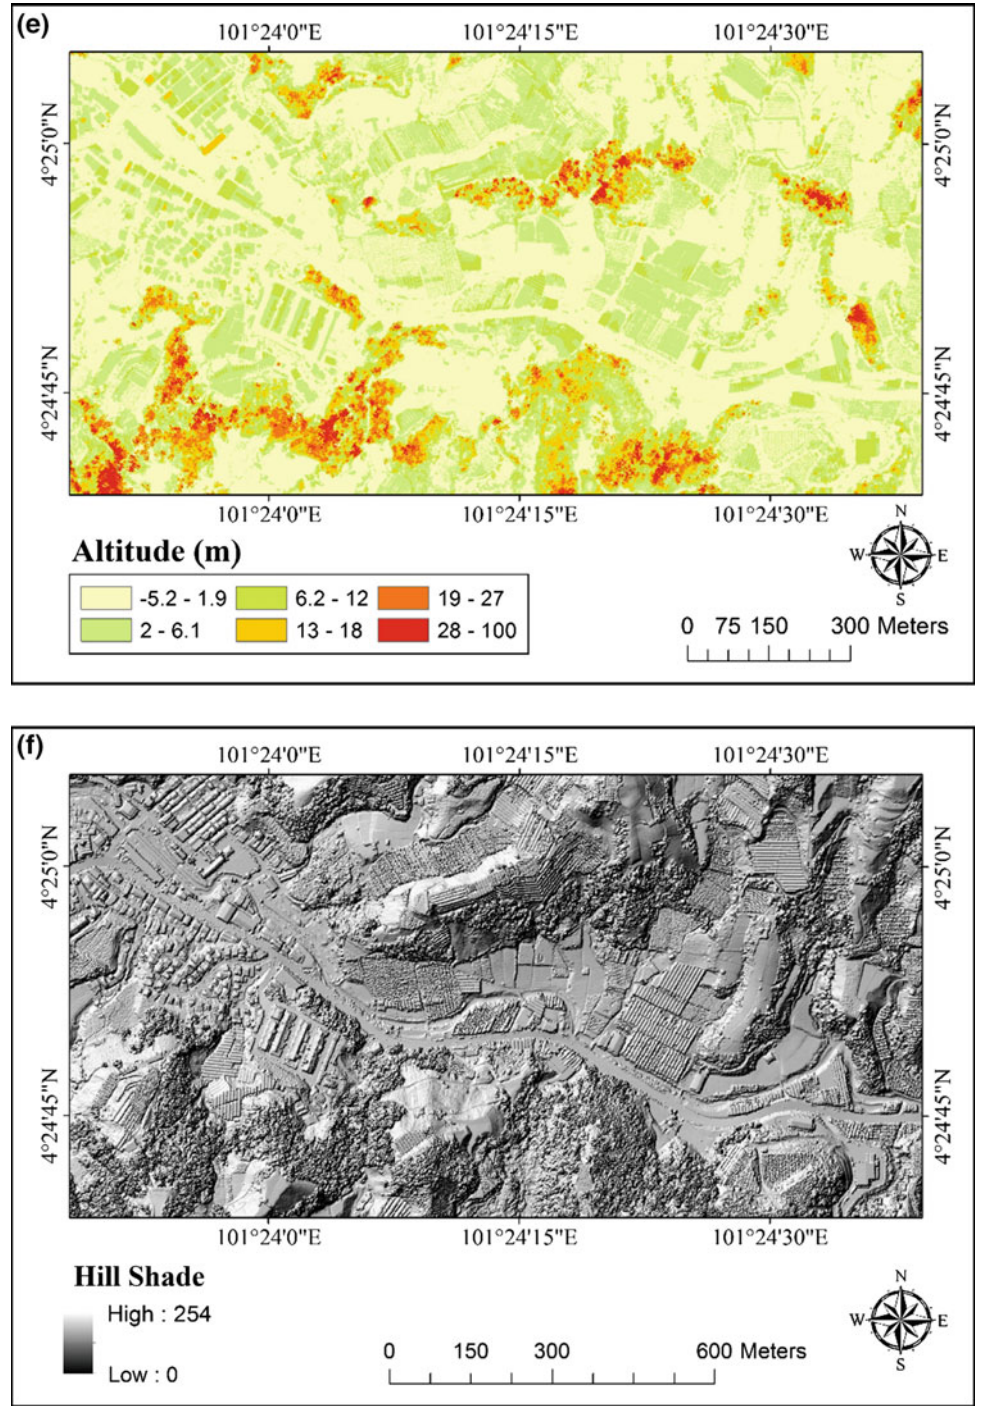 (e)
101°24'0"E 101°24'15"E 101°24'30"E
4°25'0"N 4°25'0"N
4°24'45"N 4°24'45"N
101°24'0"E 101°24'15"E 101°24'30"E
Altitude (m)
-5.2 - 1.9 6.2 - 12 19 - 27
2 - 6.1 13 - 18 28 - 100
N
W E
S
0 75 150 300 Meters
(f)
101°24'0"E 101°24'15"E 101°24'30"E
4°25'0"N 4°25'0"N
4°24'45"N 4°24'45"N
101°24'0"E 101°24'15"E 101°24'30"E
Hill Shade
High : 254
Low : 0
0 150 300 600 Meters
N
W E
S